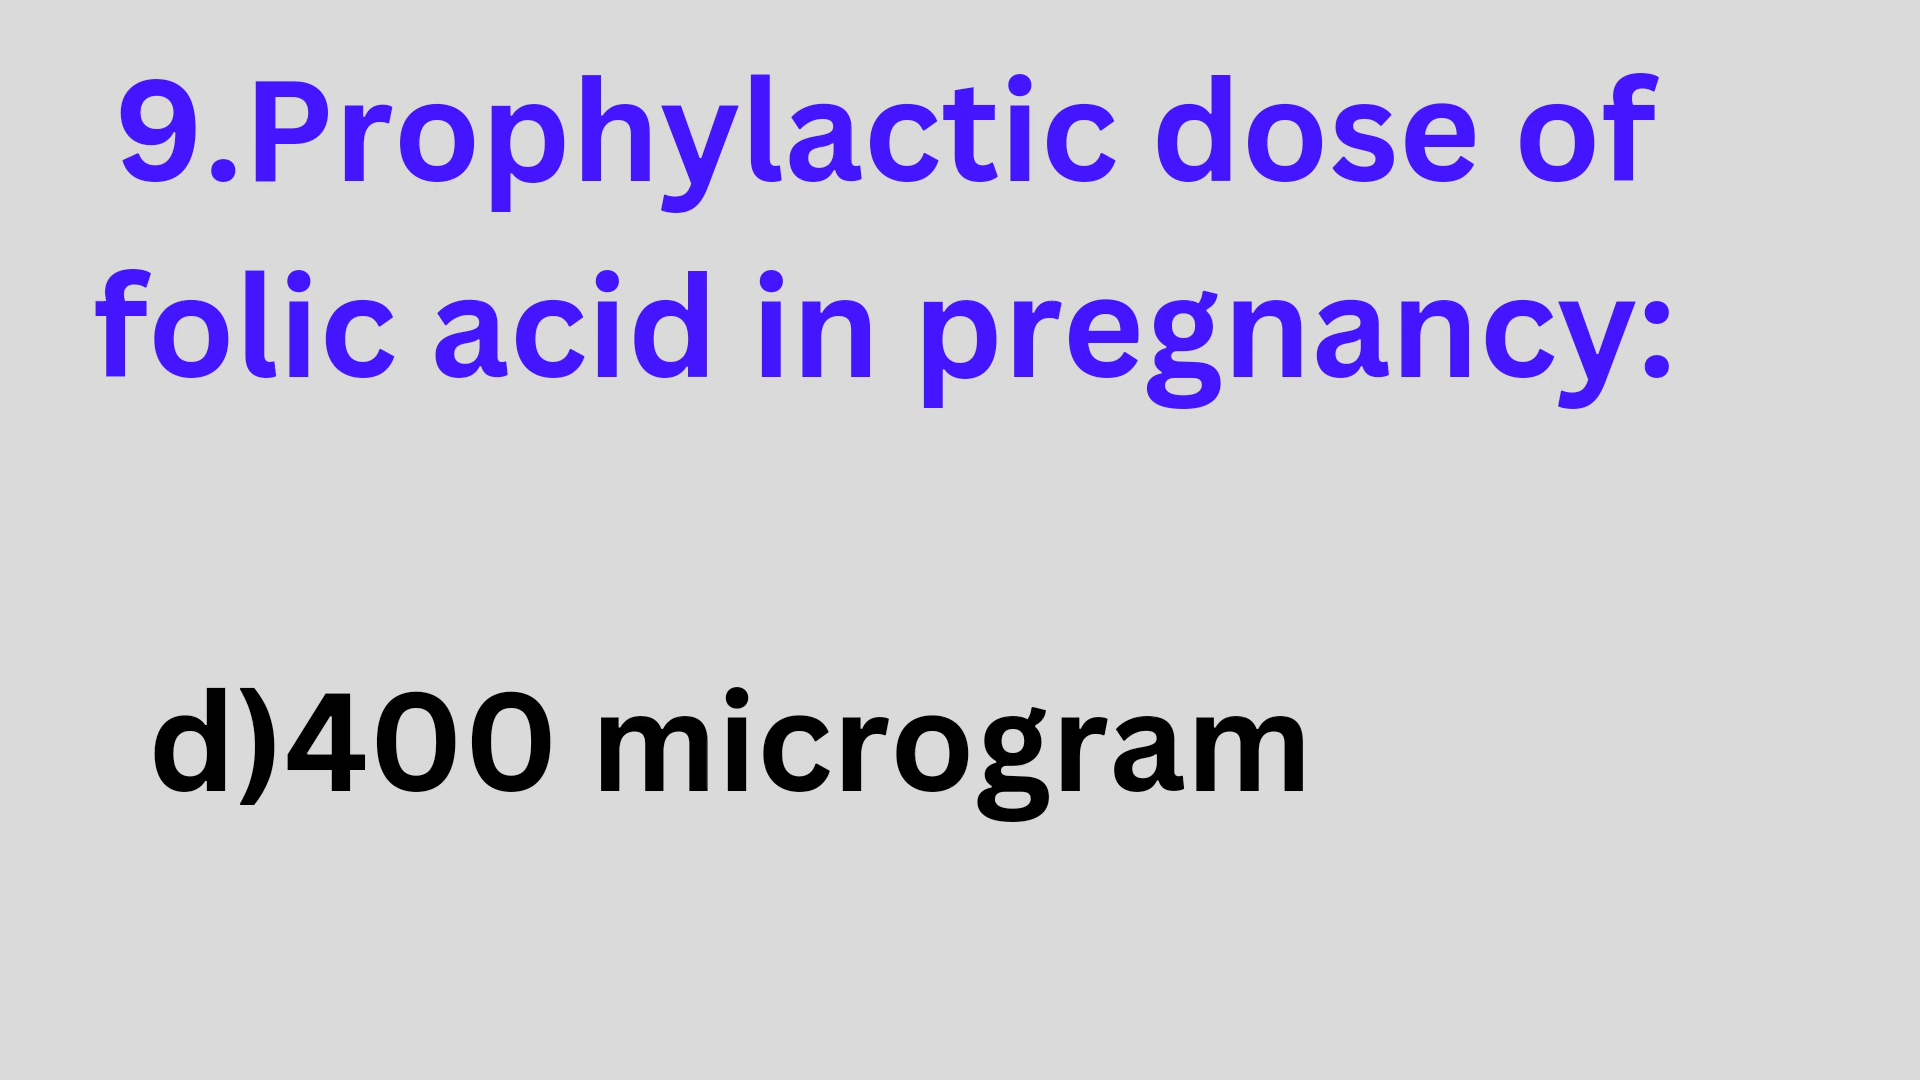 9.Prophylactic dose of
folic acid in pregnancy:
d)400 microgram